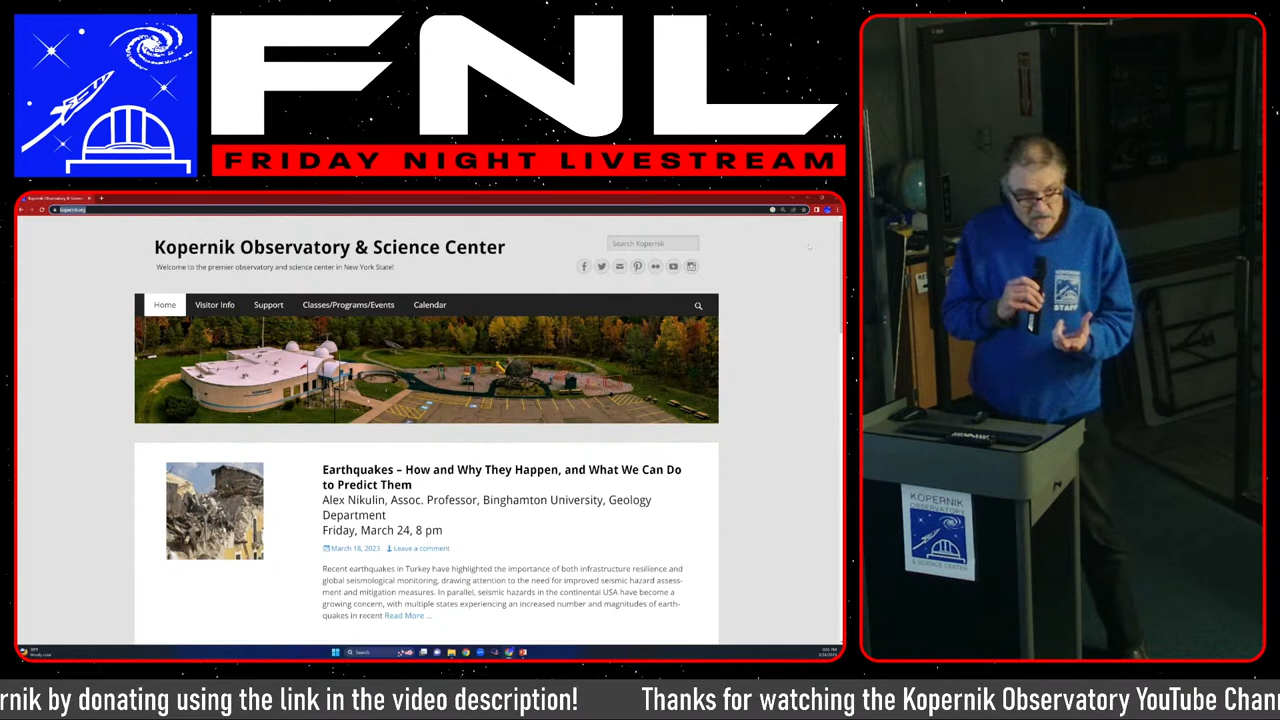 FNL
FRIDAY NIGHT LIVESTREAM
Kopernik Observatory & Science
kopernik.org
Kopernik Observatory & Science Center
Search Kopernik
Welcome to the premier observatory and science center in New York State!
Home Visitor Info Support Classes/Programs/Events Calendar
Earthquakes – How and Why They Happen, and What We Can Do
to Predict Them
Alex Nikulin, Assoc. Professor, Binghamton University, Geology
Department
Friday, March 24, 8 pm
March 18, 2023 Leave a comment
Recent earthquakes in Turkey have highlighted the importance of both infrastructure resilience and
global seismological monitoring, drawing attention to the need for improved seismic hazard assess-
ment and mitigation measures. In parallel, seismic hazards in the continental USA have become a
growing concern, with multiple states experiencing an increased number and magnitudes of earth-
quakes in recent Read More ...
Search
STAFF
KOPERNIK
OBSERVATORY
& SCIENCE CENTER
rnik by donating using the link in the video description! Thanks for watching the Kopernik Observatory YouTube Chan